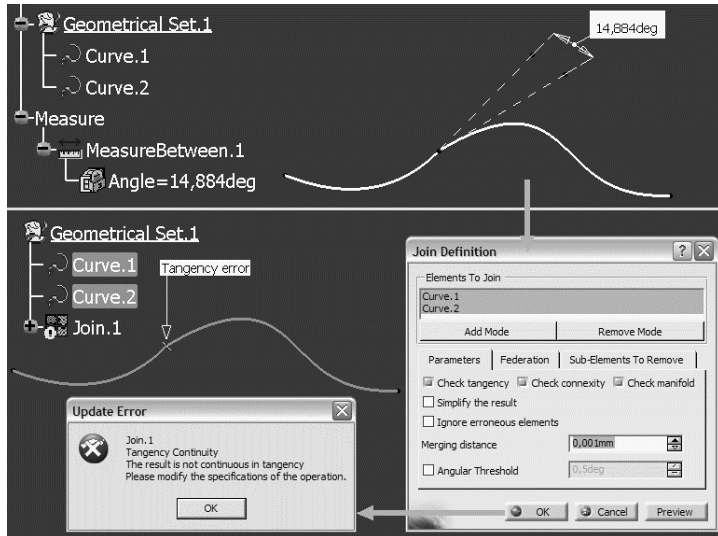 Geometrical Set.1
Curve.1
Curve.2
Measure
MeasureBetween.1
Angle=14,884deg
14,884deg
Geometrical Set.1
Curve.1
Curve.2
Join.1
Tangency error
Update Error
Join.1
Tangency Continuity
The result is not continuous in tangency
Please modify the specifications of the operation.
OK
Join Definition
Elements To Join
Curve.1
Curve.2
Add Mode Remove Mode
Parameters Federation Sub-Elements To Remove
Check tangency Check connexity Check manifold
Simplify the result
Ignore erroneous elements
Merging distance 0,001mm
Angular Threshold 0,5deg
OK Cancel Preview